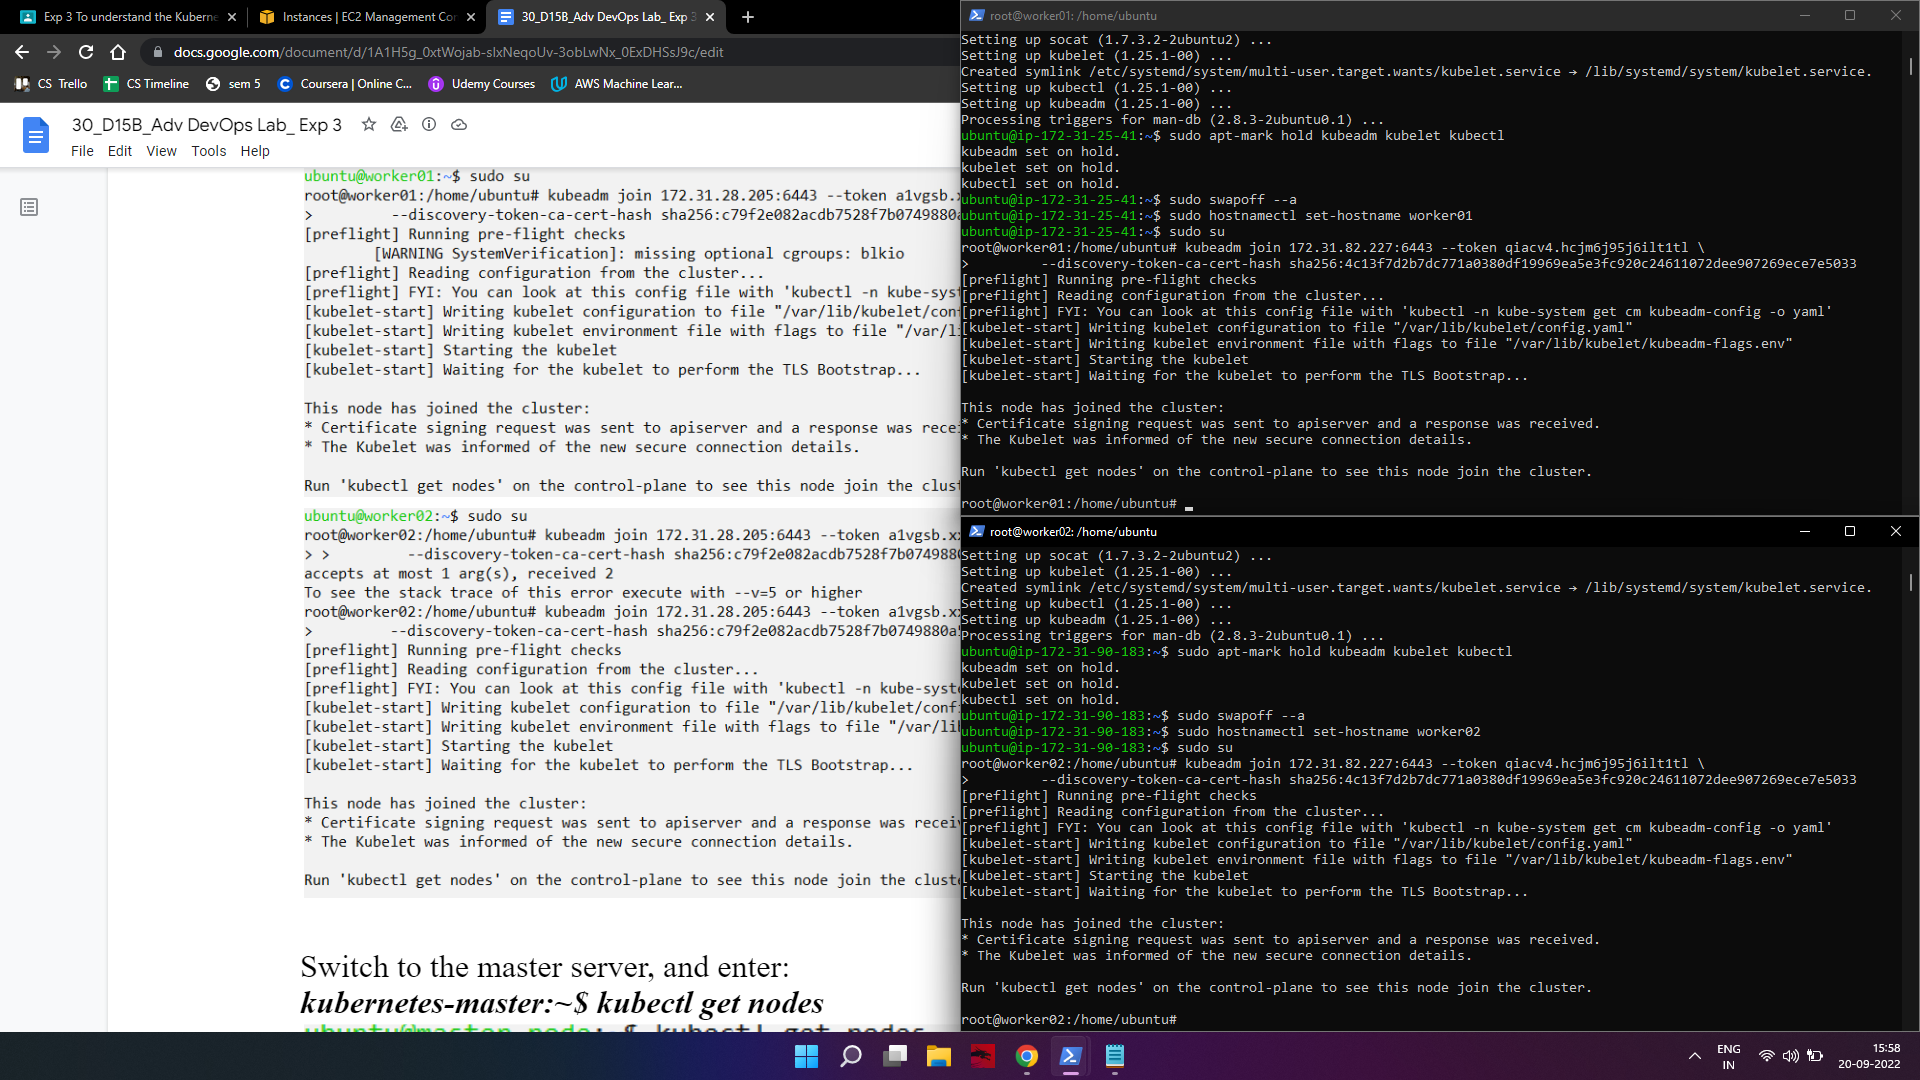 Exp 3 To understand the Kuberne
Instances | EC2 Management Cor
30_D15B_Adv DevOps Lab_ Exp 3
docs.google.com/document/d/1A1H5g_0xtWojab-slxNeqoUv-3obLwNx_0ExDHSsJ9c/edit
CS Trello
CS Timeline
sem 5
Coursera | Online C...
Udemy Courses
AWS Machine Lear...
30_D15B_Adv DevOps Lab_ Exp 3
File Edit View Tools Help
ubuntu@worker01:~$ sudo su
root@worker01:/home/ubuntu# kubeadm join 172.31.28.205:6443 --token a1vgsb.x
> --discovery-token-ca-cert-hash sha256:c79f2e082acdb7528f7b0749880
[preflight] Running pre-flight checks
[WARNING SystemVerification]: missing optional cgroups: blkio
[preflight] Reading configuration from the cluster...
[preflight] FYI: You can look at this config file with 'kubectl -n kube-syst
[kubelet-start] Writing kubelet configuration to file "/var/lib/kubelet/con
[kubelet-start] Writing kubelet environment file with flags to file "/var/l
[kubelet-start] Starting the kubelet
[kubelet-start] Waiting for the kubelet to perform the TLS Bootstrap...
This node has joined the cluster:
* Certificate signing request was sent to apiserver and a response was rece
* The Kubelet was informed of the new secure connection details.
Run 'kubectl get nodes' on the control-plane to see this node join the clust
ubuntu@worker02:~$ sudo su
root@worker02:/home/ubuntu# kubeadm join 172.31.28.205:6443 --token a1vgsb.x
> > --discovery-token-ca-cert-hash sha256:c79f2e082acdb7528f7b074988
accepts at most 1 arg(s), received 2
To see the stack trace of this error execute with --v=5 or higher
root@worker02:/home/ubuntu# kubeadm join 172.31.28.205:6443 --token a1vgsb.x
> --discovery-token-ca-cert-hash sha256:c79f2e082acdb7528f7b0749880a
[preflight] Running pre-flight checks
[preflight] Reading configuration from the cluster...
[preflight] FYI: You can look at this config file with 'kubectl -n kube-syst
[kubelet-start] Writing kubelet configuration to file "/var/lib/kubelet/conf
[kubelet-start] Writing kubelet environment file with flags to file "/var/li
[kubelet-start] Starting the kubelet
[kubelet-start] Waiting for the kubelet to perform the TLS Bootstrap...
This node has joined the cluster:
* Certificate signing request was sent to apiserver and a response was recei
* The Kubelet was informed of the new secure connection details.
Run 'kubectl get nodes' on the control-plane to see this node join the clust
Switch to the master server, and enter:
kubernetes-master:~$ kubectl get nodes
ubuntu@master-node:~$ kubectl get nodes
root@worker01: /home/ubuntu
Setting up socat (1.7.3.2-2ubuntu2) ...
Setting up kubelet (1.25.1-00) ...
Created symlink /etc/systemd/system/multi-user.target.wants/kubelet.service → /lib/systemd/system/kubelet.service.
Setting up kubectl (1.25.1-00) ...
Setting up kubeadm (1.25.1-00) ...
Processing triggers for man-db (2.8.3-2ubuntu0.1) ...
ubuntu@ip-172-31-25-41:~$ sudo apt-mark hold kubeadm kubelet kubectl
kubeadm set on hold.
kubelet set on hold.
kubectl set on hold.
ubuntu@ip-172-31-25-41:~$ sudo swapoff --a
ubuntu@ip-172-31-25-41:~$ sudo hostnamectl set-hostname worker01
ubuntu@ip-172-31-25-41:~$ sudo su
root@worker01:/home/ubuntu# kubeadm join 172.31.82.227:6443 --token qiacv4.hcjm6j95j6ilt1tl \
> --discovery-token-ca-cert-hash sha256:4c13f7d2b7dc771a0380df19969ea5e3fc920c24611072dee907269ece7e5033
[preflight] Running pre-flight checks
[preflight] Reading configuration from the cluster...
[preflight] FYI: You can look at this config file with 'kubectl -n kube-system get cm kubeadm-config -o yaml'
[kubelet-start] Writing kubelet configuration to file "/var/lib/kubelet/config.yaml"
[kubelet-start] Writing kubelet environment file with flags to file "/var/lib/kubelet/kubeadm-flags.env"
[kubelet-start] Starting the kubelet
[kubelet-start] Waiting for the kubelet to perform the TLS Bootstrap...
This node has joined the cluster:
* Certificate signing request was sent to apiserver and a response was received.
* The Kubelet was informed of the new secure connection details.
Run 'kubectl get nodes' on the control-plane to see this node join the cluster.
root@worker01:/home/ubuntu#
root@worker02: /home/ubuntu
Setting up socat (1.7.3.2-2ubuntu2) ...
Setting up kubelet (1.25.1-00) ...
Created symlink /etc/systemd/system/multi-user.target.wants/kubelet.service → /lib/systemd/system/kubelet.service.
Setting up kubectl (1.25.1-00) ...
Setting up kubeadm (1.25.1-00) ...
Processing triggers for man-db (2.8.3-2ubuntu0.1) ...
ubuntu@ip-172-31-90-183:~$ sudo apt-mark hold kubeadm kubelet kubectl
kubeadm set on hold.
kubelet set on hold.
kubectl set on hold.
ubuntu@ip-172-31-90-183:~$ sudo swapoff --a
ubuntu@ip-172-31-90-183:~$ sudo hostnamectl set-hostname worker02
ubuntu@ip-172-31-90-183:~$ sudo su
root@worker02:/home/ubuntu# kubeadm join 172.31.82.227:6443 --token qiacv4.hcjm6j95j6ilt1tl \
> --discovery-token-ca-cert-hash sha256:4c13f7d2b7dc771a0380df19969ea5e3fc920c24611072dee907269ece7e5033
[preflight] Running pre-flight checks
[preflight] Reading configuration from the cluster...
[preflight] FYI: You can look at this config file with 'kubectl -n kube-system get cm kubeadm-config -o yaml'
[kubelet-start] Writing kubelet configuration to file "/var/lib/kubelet/config.yaml"
[kubelet-start] Writing kubelet environment file with flags to file "/var/lib/kubelet/kubeadm-flags.env"
[kubelet-start] Starting the kubelet
[kubelet-start] Waiting for the kubelet to perform the TLS Bootstrap...
This node has joined the cluster:
* Certificate signing request was sent to apiserver and a response was received.
* The Kubelet was informed of the new secure connection details.
Run 'kubectl get nodes' on the control-plane to see this node join the cluster.
root@worker02:/home/ubuntu#
ENG
IN
15:58
20-09-2022